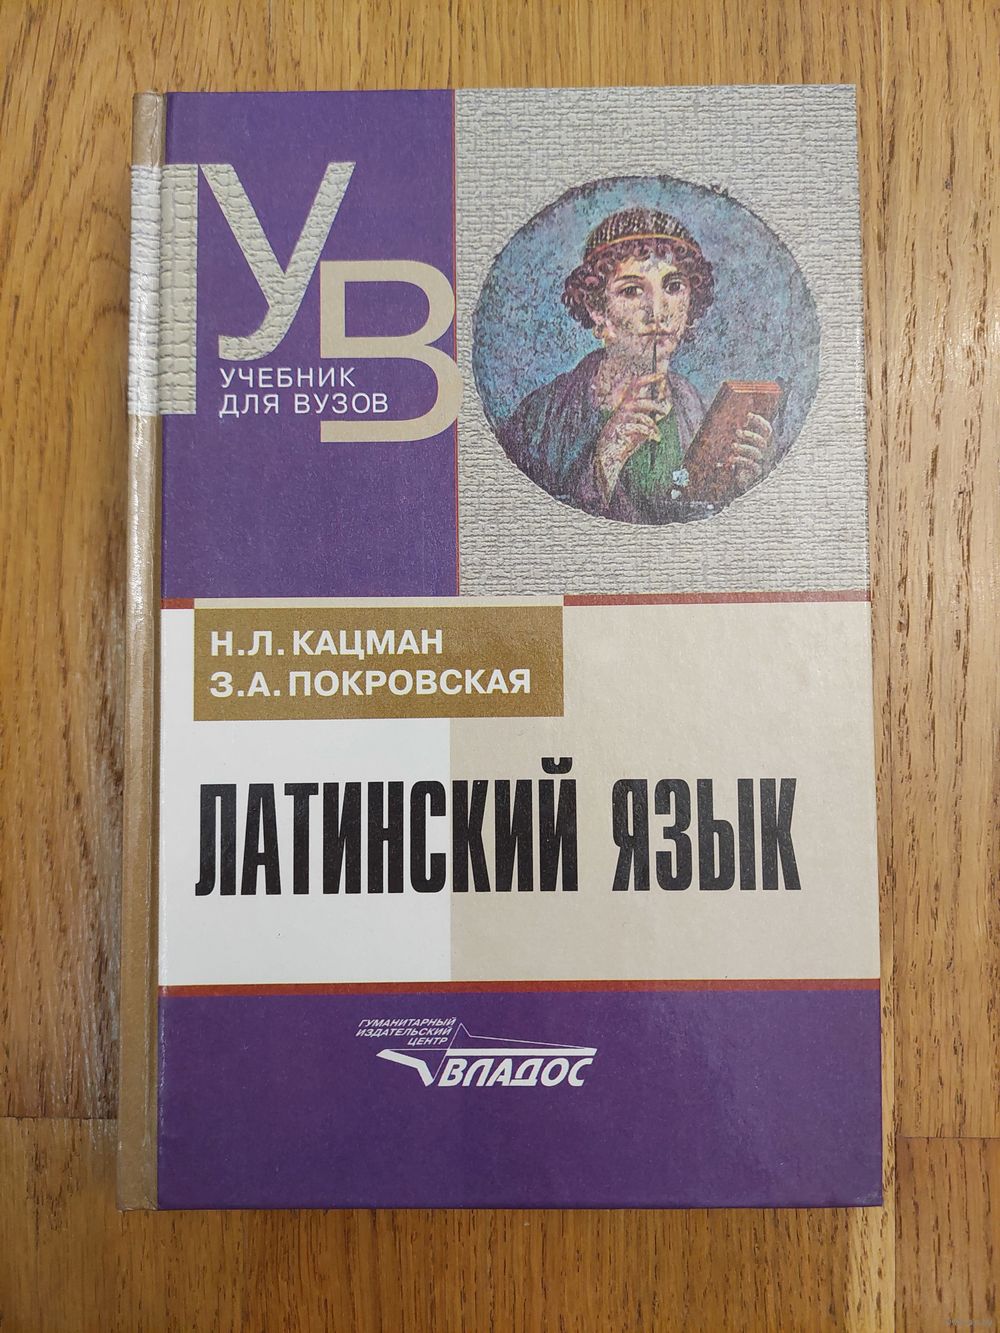 УВ
УЧЕБНИК
ДЛЯ ВУЗОВ
Н.Л. КАЦМАН
З.А. ПОКРОВСКАЯ
ЛАТИНСКИЙ ЯЗЫК
ГУМАНИТАРНЫЙ
ИЗДАТЕЛЬСКИЙ
ЦЕНТР
ВЛАДОС